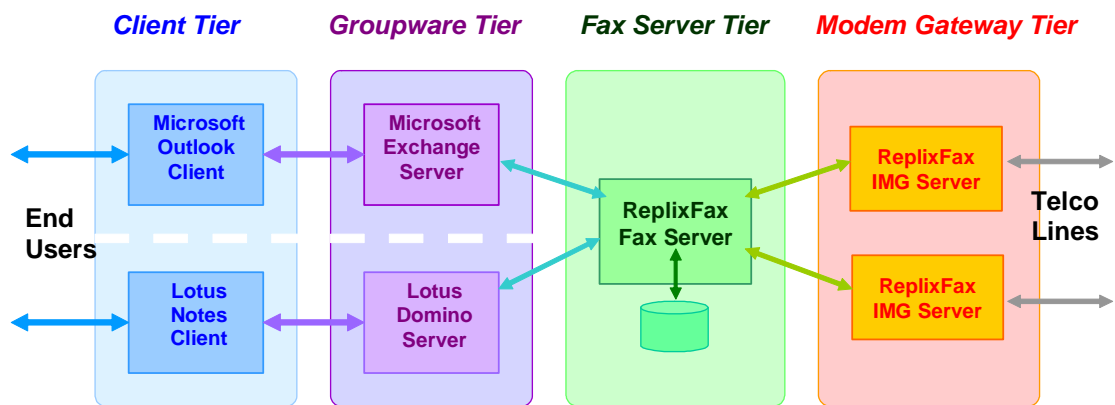 Client Tier
Groupware Tier
Fax Server Tier
Modem Gateway Tier
Microsoft
Outlook
Client
Microsoft
Exchange
Server
ReplixFax
IMG Server
End
Users
ReplixFax
Fax Server
Telco
Lines
Lotus
Notes
Client
Lotus
Domino
Server
ReplixFax
IMG Server